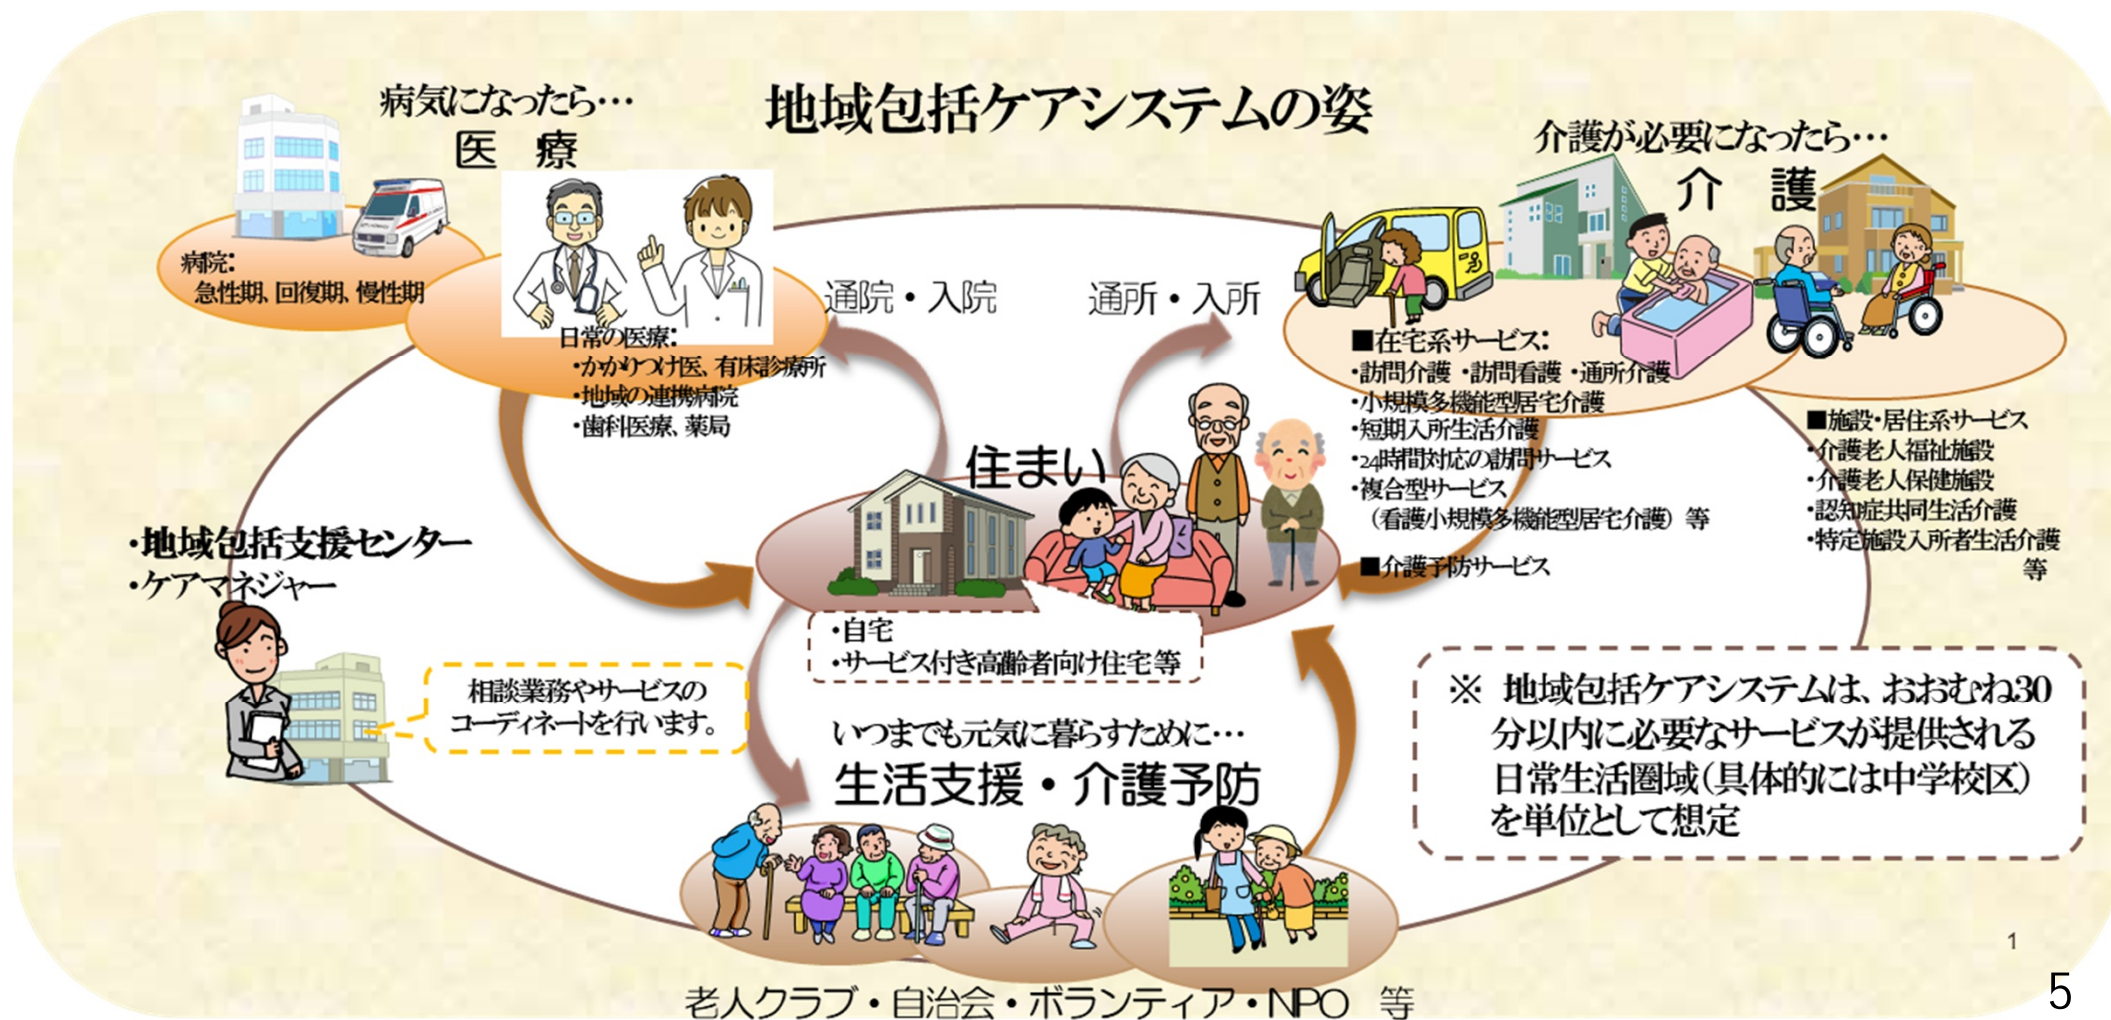 地域包括ケアシステムの姿
病気になったら…
医 療
病院:
急性期、回復期、慢性期
日常の医療:
・かかりつけ医、有床診療所
・地域の連携病院
・歯科医療、薬局
通院・入院
通所・入所
介護が必要になったら…
介 護
■在宅系サービス:
・訪問介護 ・訪問看護 ・通所介護
・小規模多機能型居宅介護
・短期入所生活介護
・24時間対応の訪問サービス
・複合型サービス
(看護小規模多機能型居宅介護) 等
■介護予防サービス
■施設・居住系サービス
・介護老人福祉施設
・介護老人保健施設
・認知症共同生活介護
・特定施設入所者生活介護
等
住まい
・自宅
・サービス付き高齢者向け住宅等
・地域包括支援センター
・ケアマネジャー
相談業務やサービスの
コーディネートを行います。
いつまでも元気に暮らすために…
生活支援・介護予防
老人クラブ・自治会・ボランティア・NPO 等
※ 地域包括ケアシステムは、おおむね30
分以内に必要なサービスが提供される
日常生活圏域(具体的には中学校区)
を単位として想定
1
5